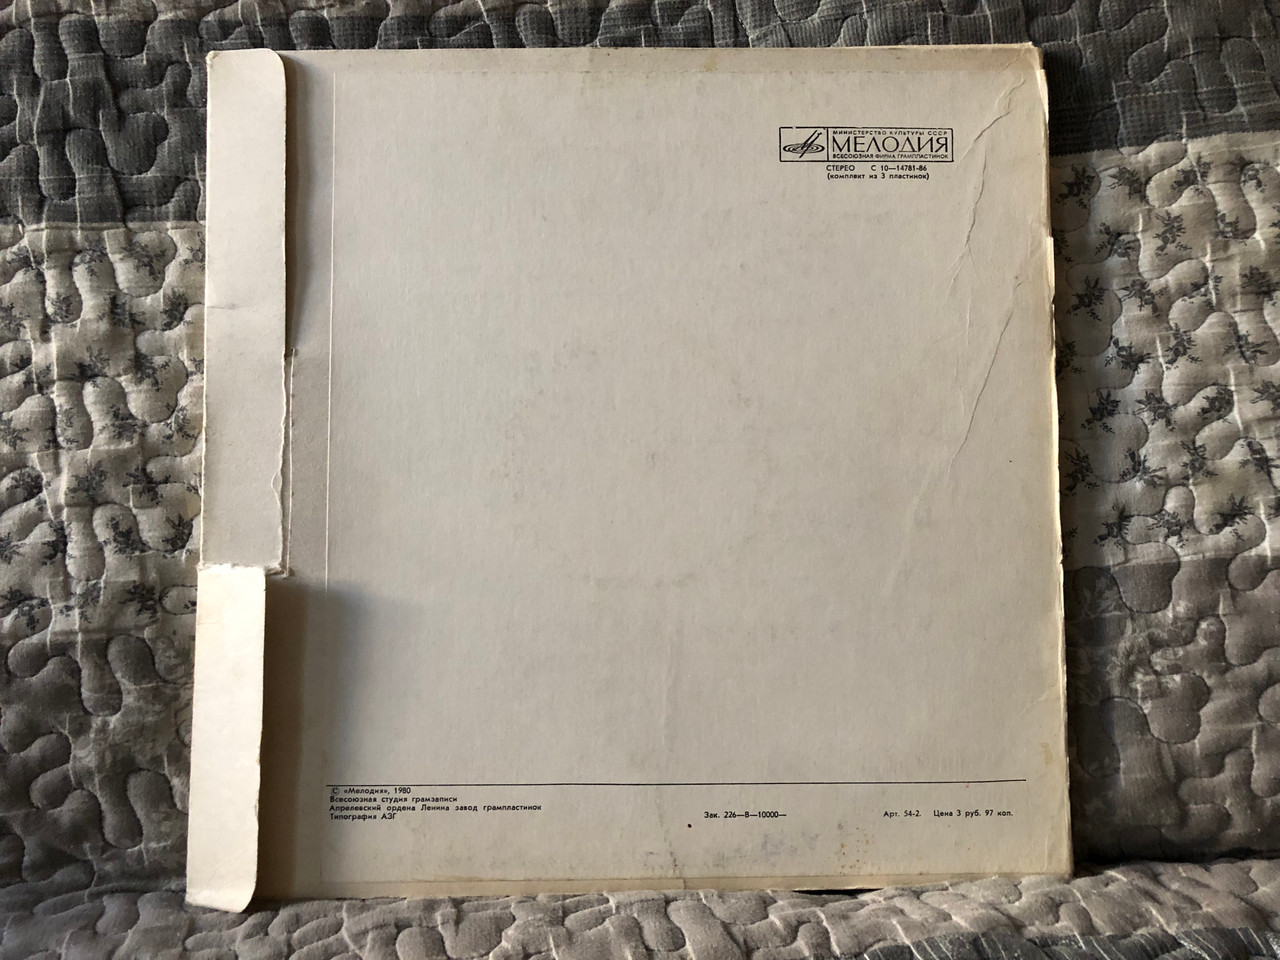 МИНИСТЕРСТВО КУЛЬТУРЫ СССР
МЕЛОДИЯ
ВСЕСОЮЗНАЯ ФИРМА ГРАМПЛАСТИНОК
СТЕРЕО С 10—14781-86
(комплект из 3 пластинок)
© «Мелодия», 1980
Всесоюзная студия грамзаписи
Апрелевский ордена Ленина завод грампластинок
Типография АЗГ
Зак. 226—В—10000—
Арт. 54-2. Цена 3 руб. 97 коп.